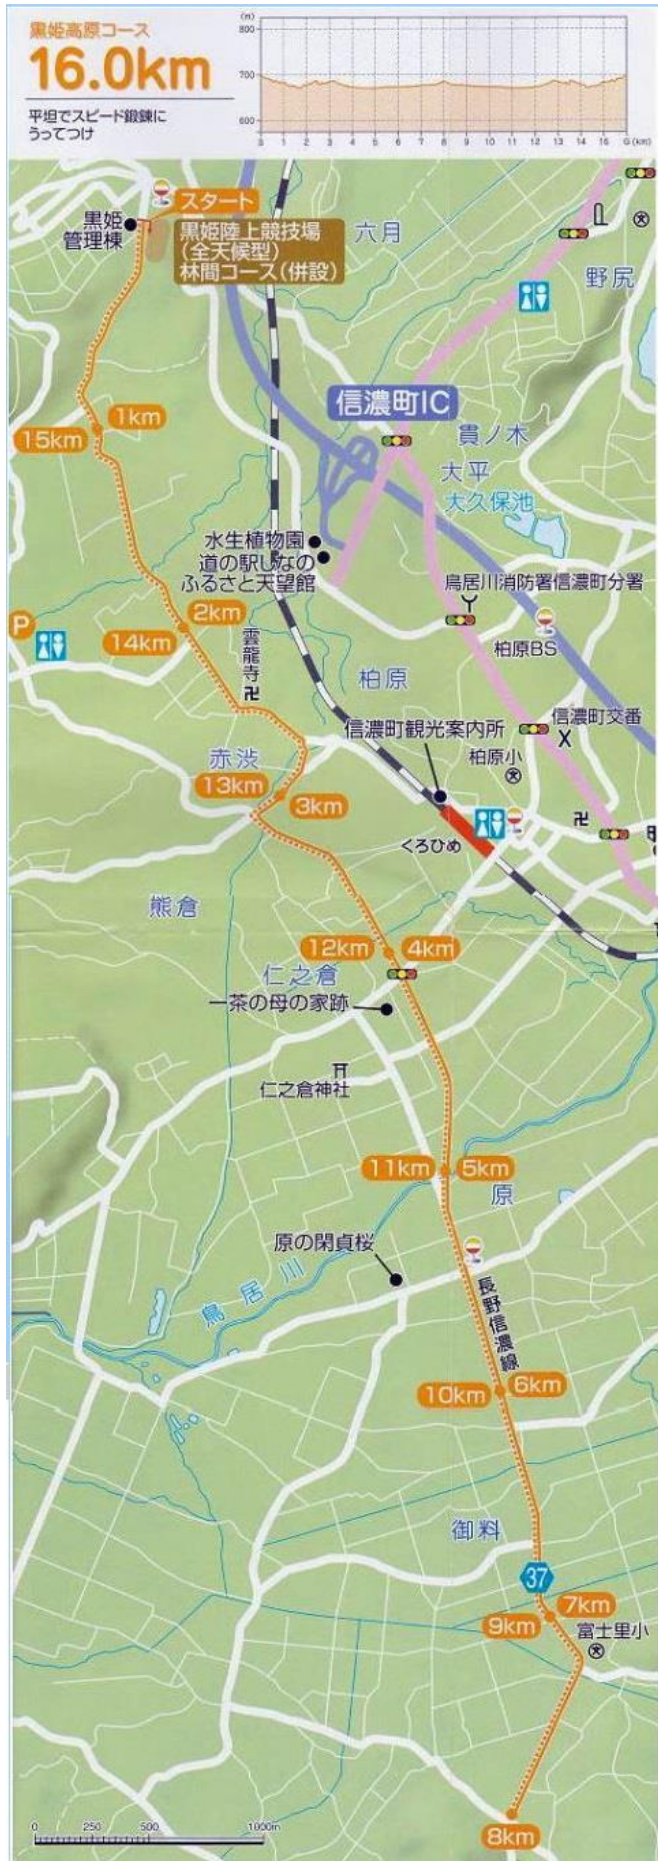 黒姫高原コース
16.0km
平坦でスピード鍛錬に
うってつけ
(m)
800
700
600
S 1 2 3 4 5 6 7 8 9 10 11 12 13 14 15 G (km)
スタート
黒姫
管理棟
黒姫陸上競技場
(全天候型)
林間コース(併設)
六月
野尻
1km
15km
信濃町IC
貫ノ木
大平
大久保池
水生植物園
道の駅しなの
ふるさと天望館
鳥居川消防署信濃町分署
柏原BS
2km
14km
P
雲龍寺
柏原
信濃町観光案内所
信濃町交番
柏原小
赤渋
13km
3km
くろひめ
熊倉
12km
4km
仁之倉
一茶の母の家跡
仁之倉神社
11km
5km
原
原の閑貞桜
鳥居川
長野信濃線
10km
6km
御料
37
7km
9km
富士里小
8km
0 250 500 1000m